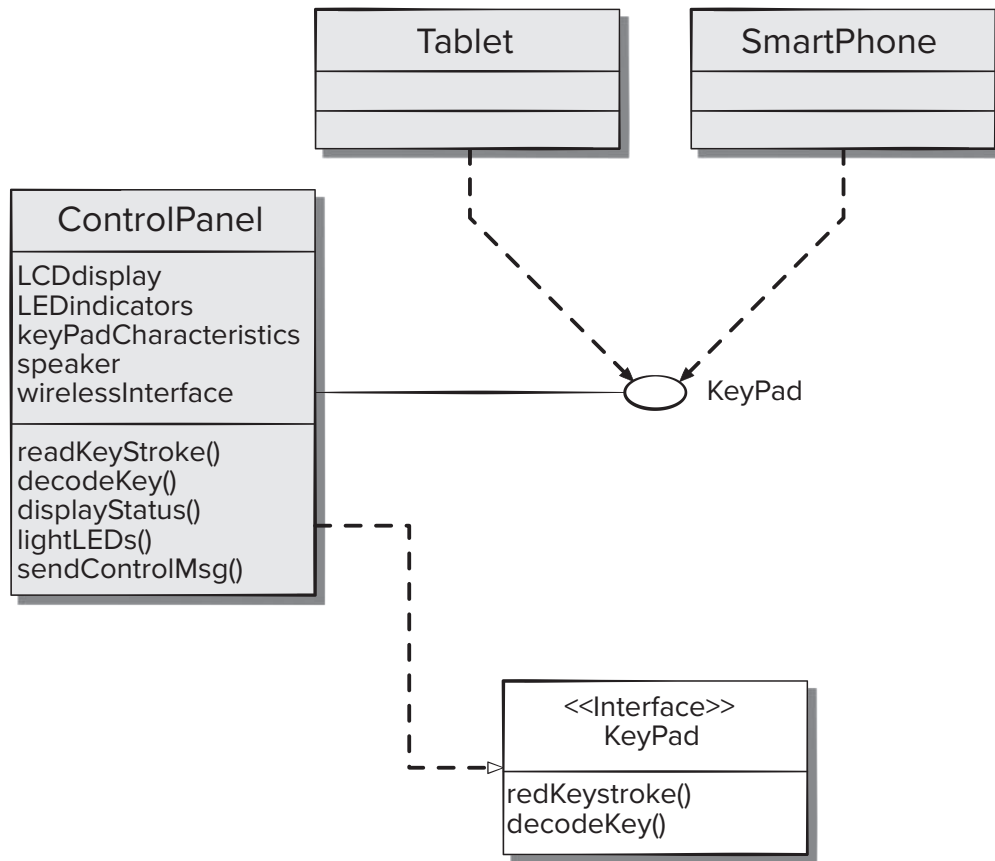 Tablet
SmartPhone
ControlPanel
LCDdisplay
LEDindicators
keyPadCharacteristics
speaker
wirelessInterface
KeyPad
readKeyStroke()
decodeKey()
displayStatus()
lightLEDs()
sendControlMsg()
<<Interface>>
KeyPad
redKeystroke()
decodeKey()